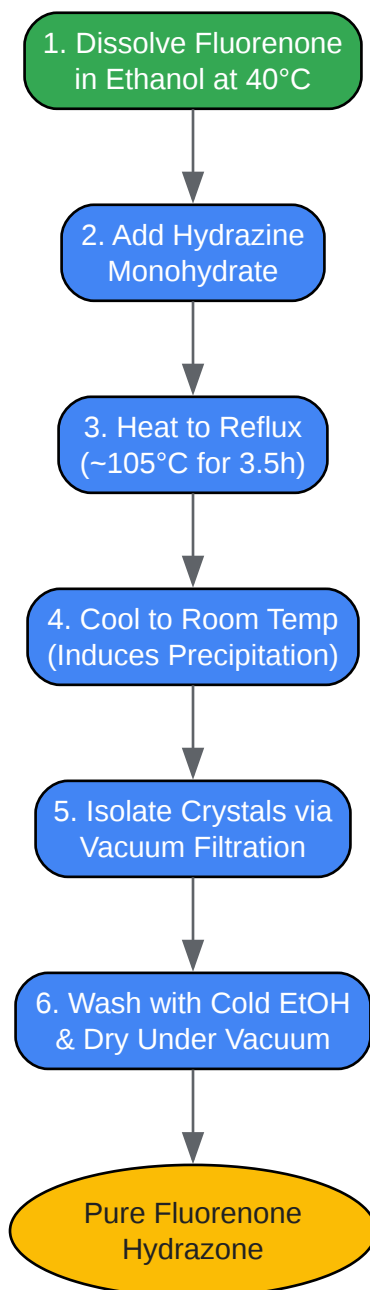 1. Dissolve Fluorenone
in Ethanol at 40°C
2. Add Hydrazine
Monohydrate
3. Heat to Reflux
(~105°C for 3.5h)
4. Cool to Room Temp
(Induces Precipitation)
5. Isolate Crystals via
Vacuum Filtration
6. Wash with Cold EtOH
& Dry Under Vacuum
Pure Fluorenone
Hydrazone